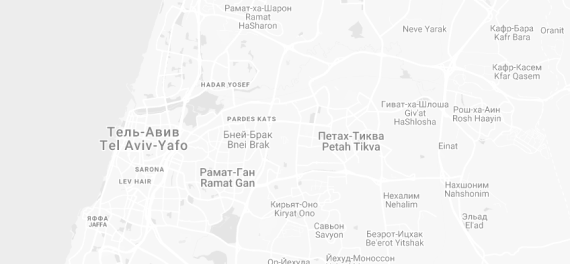 Рамат-ха-Шарон
Ramat
HaSharon
Neve Yarak
Кафр-Бара
Kafr Bara
Oranit
Кафр-Касем
Kfar Qasem
HADAR YOSEF
Гиват-ха-Шлоша
Giv'at
HaShlosha
Рош-ха-Аин
Rosh Haayin
PARDES KATS
Тель-Авив
Tel Aviv-Yafo
Бней-Брак
Bnei Brak
Петах-Тиква
Petah Tikva
Einat
SARONA
LEV HAIR
Рамат-Ган
Ramat Gan
Нахшоним
Nahshonim
Нехалим
Nehalim
Кирьят-Оно
Kiryat Ono
ЯФФА
JAFFA
Эльад
El'ad
Савьон
Savyon
Беэрот-Ицхак
Be'erot Yitshak
Йехуд-Моноссон
Ор-Йехуда